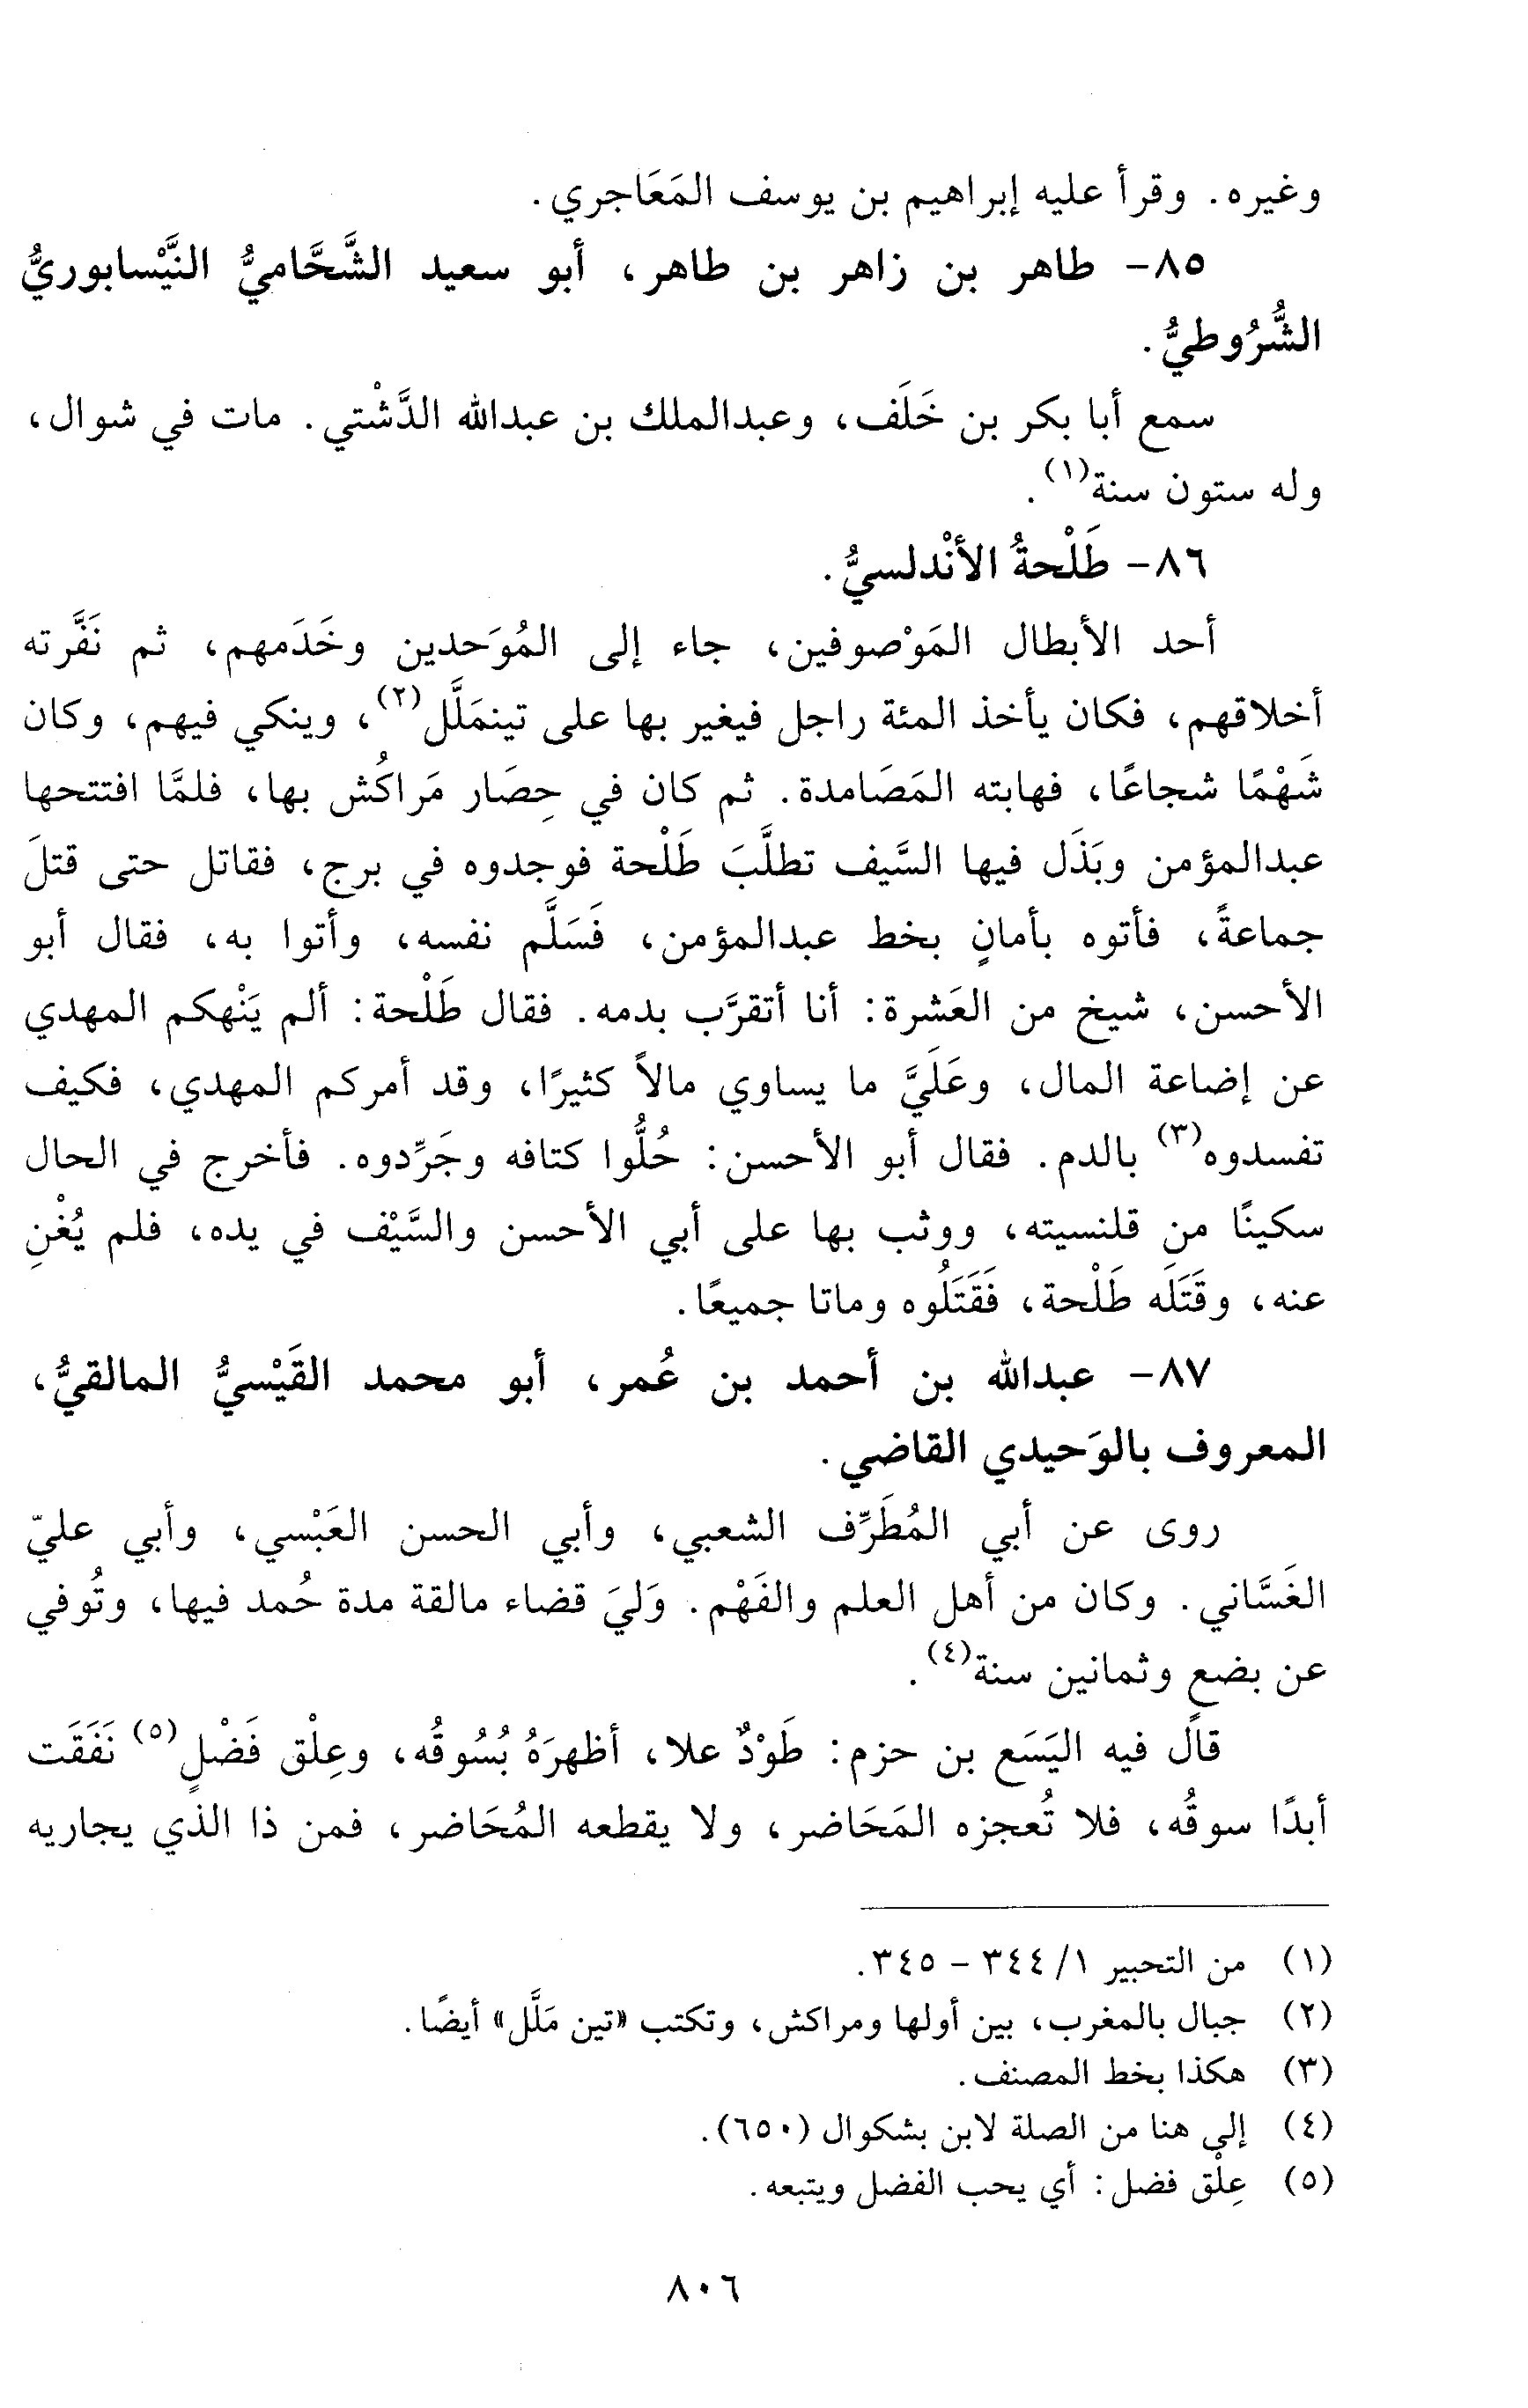 وغيره. وقرأ عليه إبراهيم بن يوسف المَعَاجري.
٨٥- طاهر بن زاهر بن طاهر، أبو سعيد الشَّحَّاميُّ النَّيْسابوريُّ
الشُّرُوطيُّ.
سمع أبا بكر بن خَلَف، وعبدالملك بن عبدالله الدَّشْتي. مات في شوال،
وله ستون سنة(١).
٨٦- طَلْحةُ الأنْدلسيُّ.
أحد الأبطال المَوْصوفين، جاء إلى المُوَحدين وخَدَمهم، ثم نَفَّرته
أخلاقهم، فكان يأخذ المئة راجل فيغير بها على تينمَلَّل(٢)، وينكي فيهم، وكان
شَهْمًا شجاعًا، فهابته المَصَامدة. ثم كان في حِصَار مَراكُش بها، فلمَّا افتتحها
عبدالمؤمن وبَذَل فيها السَّيف تطلَّبَ طَلْحة فوجدوه في برج، فقاتل حتى قتلَ
جماعةً، فأتوه بأمانٍ بخط عبدالمؤمن، فَسَلَّم نفسه، وأتوا به، فقال أبو
الأحسن، شيخ من العَشرة: أنا أتقرَّب بدمه. فقال طَلْحة: ألم يَنْهكم المهدي
عن إضاعة المال، وعَلَيَّ ما يساوي مالاً كثيرًا، وقد أمركم المهدي، فكيف
تفسدوه(٣) بالدم. فقال أبو الأحسن: حُلُّوا كتافه وجَرِّدوه. فأخرج في الحال
سكينًا من قلنسيته، ووثب بها على أبي الأحسن والسَّيْف في يده، فلم يُغْنِ
عنه، وقَتَلَه طَلْحة، فَقَتَلُوه وماتا جميعًا.
٨٧- عبدالله بن أحمد بن عُمر، أبو محمد القَيْسيُّ المالقيُّ،
المعروف بالوَحيدي القاضي.
روى عن أبي المُطَرِّف الشعبي، وأبي الحسن العَبْسي، وأبي عليّ
الغَسَّاني. وكان من أهل العلم والفَهْم. وَليَ قضاء مالقة مدة حُمد فيها، وتُوفي
عن بضع وثمانين سنة(٤).
قال فيه اليَسَع بن حزم: طَوْدٌ علا، أظهرَهُ بُسُوقُه، وعِلْق فَضْلٍ(٥) نَفَقَت
أبدًا سوقُه، فلا تُعجزه المَحَاضر، ولا يقطعه المُحَاضر، فمن ذا الذي يجاريه
(١) من التحبير ١/ ٣٤٤ - ٣٤٥.
(٢) جبال بالمغرب، بين أولها ومراكش، وتكتب «تين مَلَّل» أيضًا.
(٣) هكذا بخط المصنف.
(٤) إلى هنا من الصلة لابن بشكوال (٦٥٠).
(٥) عِلْق فضل: أي يحب الفضل ويتبعه.
٨٠٦